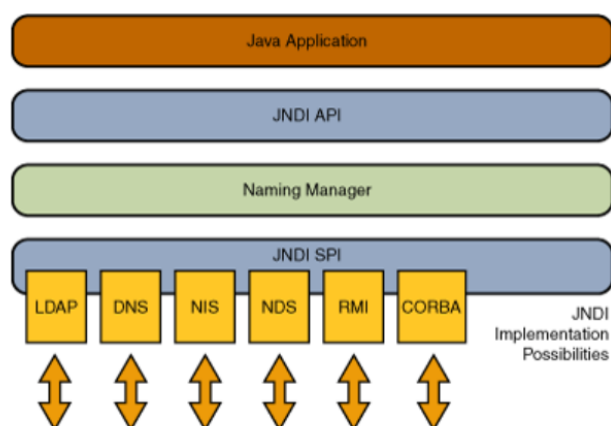 Java Application
JNDI API
Naming Manager
JNDI SPI
LDAP DNS NIS NDS RMI CORBA
JNDI
Implementation
Possibilities